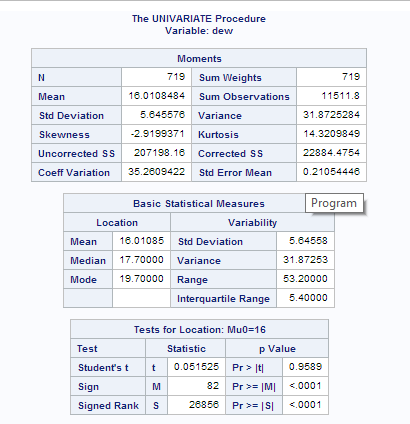 The UNIVARIATE Procedure
Variable: dew
Moments
N 719 Sum Weights 719
Mean 16.0108484 Sum Observations 11511.8
Std Deviation 5.645576 Variance 31.8725284
Skewness -2.9199371 Kurtosis 14.3209849
Uncorrected SS 207198.16 Corrected SS 22884.4754
Coeff Variation 35.2609422 Std Error Mean 0.21054446
Program
Basic Statistical Measures
Location Variability
Mean 16.01085 Std Deviation 5.64558
Median 17.70000 Variance 31.87253
Mode 19.70000 Range 53.20000
Interquartile Range 5.40000
Tests for Location: Mu0=16
Test Statistic p Value
Student's t t 0.051525 Pr > |t| 0.9589
Sign M 82 Pr >= |M| <.0001
Signed Rank S 26856 Pr >= |S| <.0001